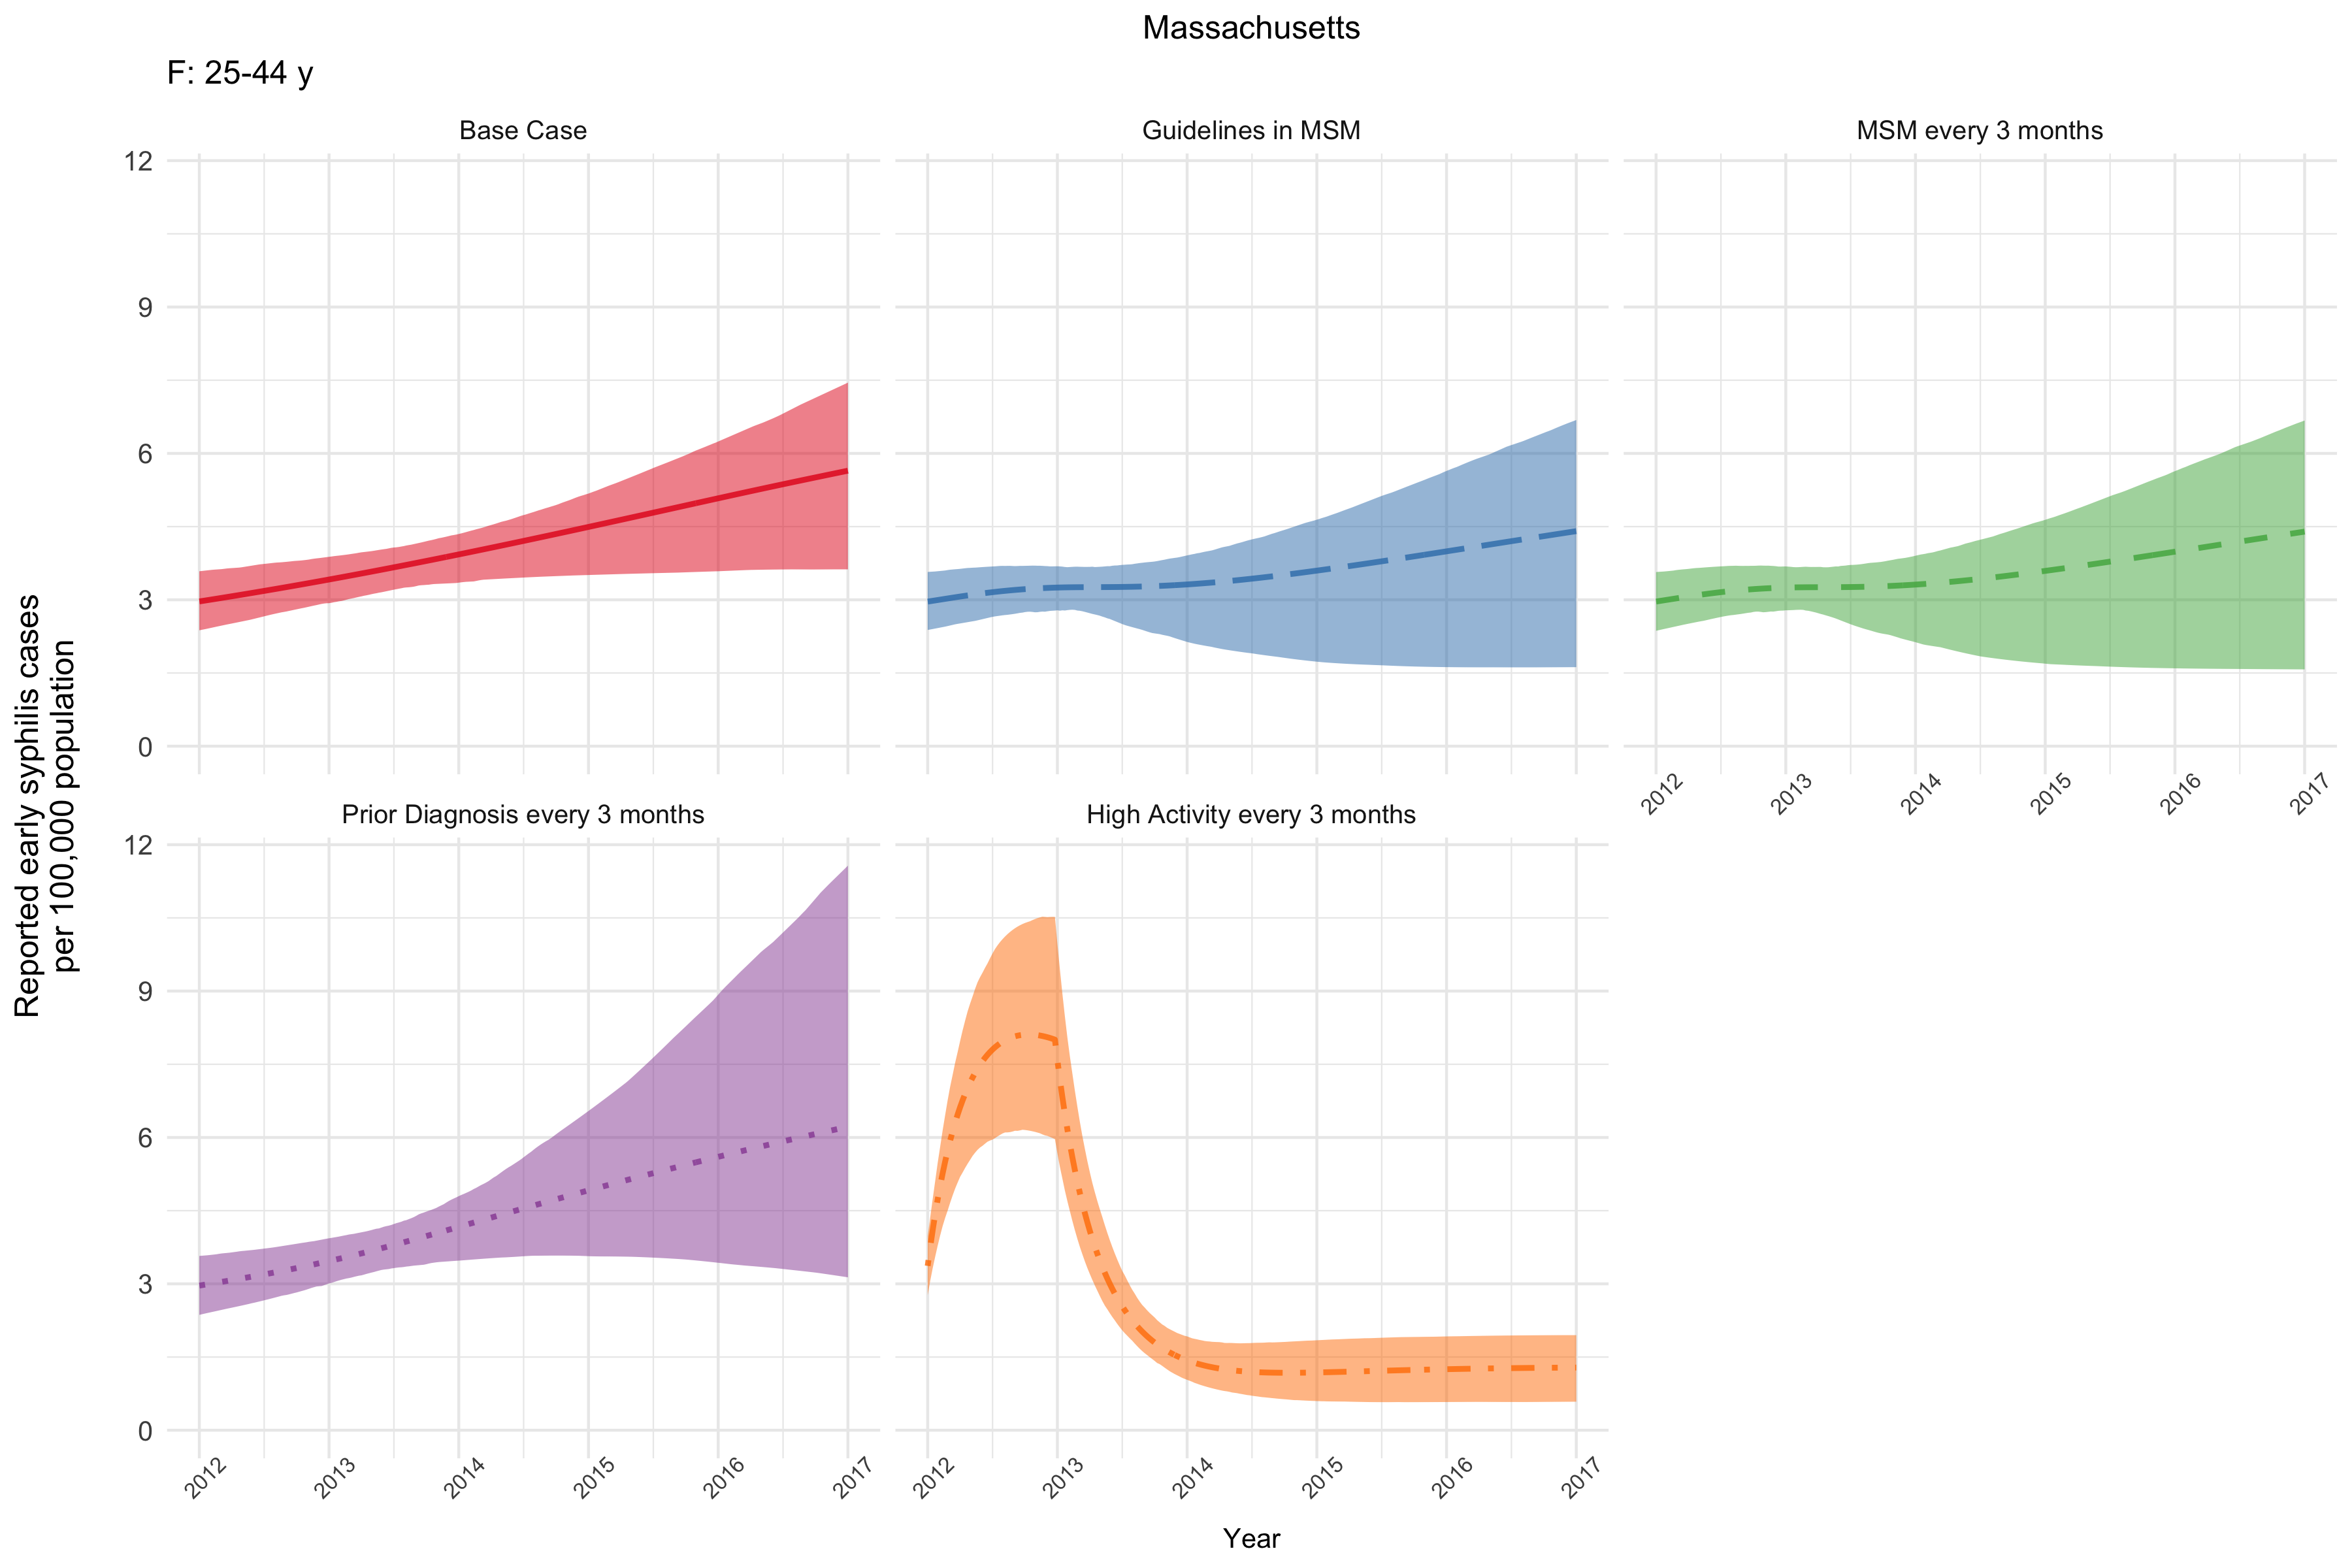 Massachusetts
F: 25-44 y
Base Case
Guidelines in MSM
MSM every 3 months
12
9
6
3
0
2012
2013
2014
2015
2016
2017
Reported early syphilis cases
per 100,000 population
Prior Diagnosis every 3 months
High Activity every 3 months
12
9
6
3
0
2012
2013
2014
2015
2016
2017
2012
2013
2014
2015
2016
2017
Year